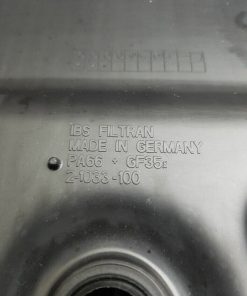 IBS FILTRAN
MADE IN GERMANY
PA66 + GF35
2-1033-100